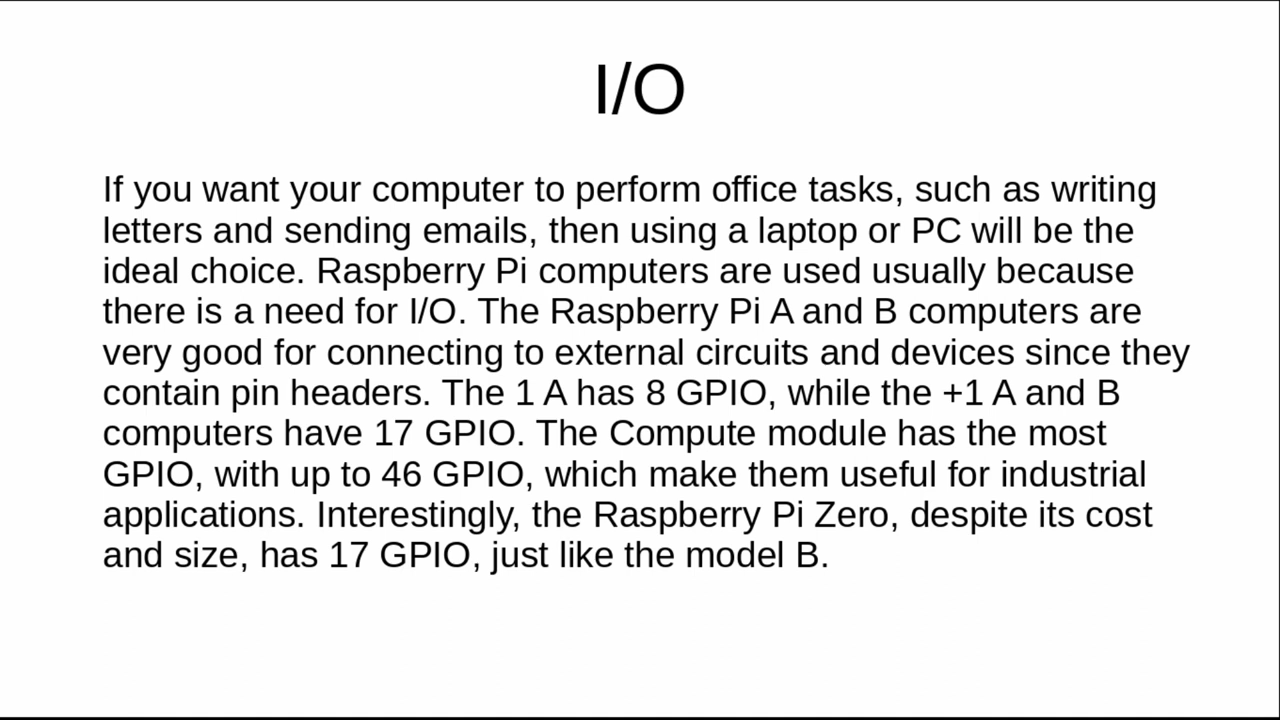 I/O
If you want your computer to perform office tasks, such as writing
letters and sending emails, then using a laptop or PC will be the
ideal choice. Raspberry Pi computers are used usually because
there is a need for I/O. The Raspberry Pi A and B computers are
very good for connecting to external circuits and devices since they
contain pin headers. The 1 A has 8 GPIO, while the +1 A and B
computers have 17 GPIO. The Compute module has the most
GPIO, with up to 46 GPIO, which make them useful for industrial
applications. Interestingly, the Raspberry Pi Zero, despite its cost
and size, has 17 GPIO, just like the model B.